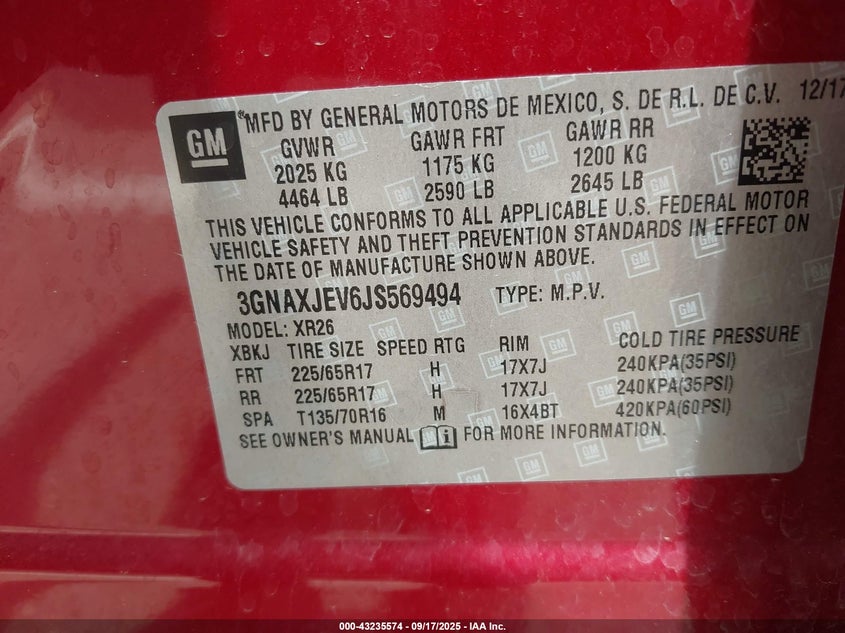 GM
®MFD BY GENERAL MOTORS DE MEXICO, S. DE R.L. DE C.V. 12/17
GVWR GAWR FRT GAWR RR
2025 KG 1175 KG 1200 KG
4464 LB 2590 LB 2645 LB
THIS VEHICLE CONFORMS TO ALL APPLICABLE U.S. FEDERAL MOTOR
VEHICLE SAFETY AND THEFT PREVENTION STANDARDS IN EFFECT ON
THE DATE OF MANUFACTURE SHOWN ABOVE.
3GNAXJEV6JS569494 TYPE: M.P.V.
MODEL: XR26
XBKJ TIRE SIZE SPEED RTG RIM COLD TIRE PRESSURE
FRT 225/65R17 H 17X7J 240KPA(35PSI)
RR 225/65R17 H 17X7J 240KPA(35PSI)
SPA T135/70R16 M 16X4BT 420KPA(60PSI)
SEE OWNER'S MANUAL FOR MORE INFORMATION.
000-43235574 - 09/17/2025 - IAA Inc.